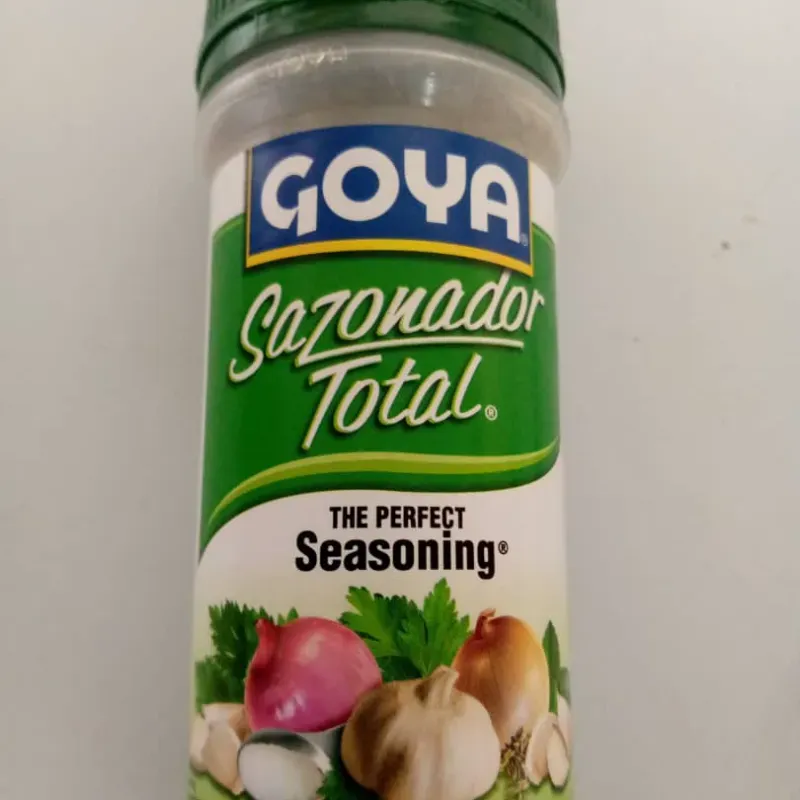 GOYA®
Sazonador
Total®
THE PERFECT
Seasoning®